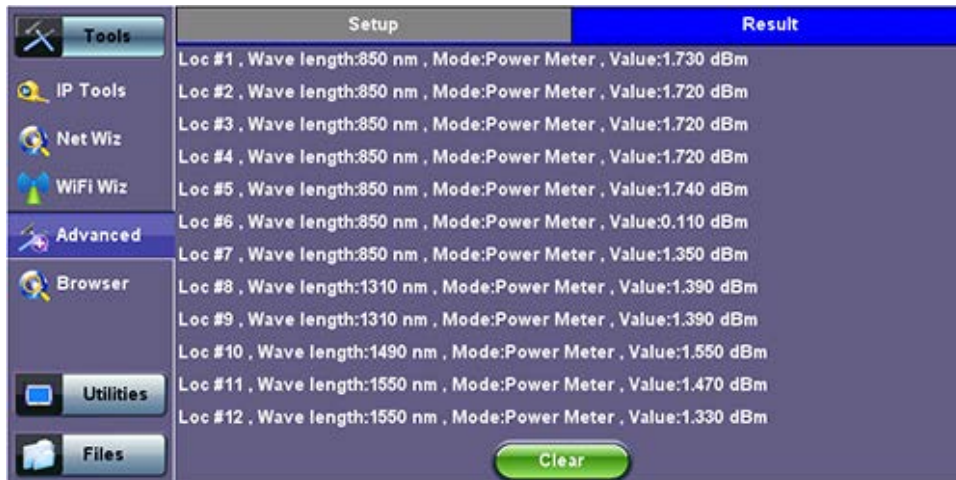 Tools
IP Tools
Net Wiz
WiFi Wiz
Advanced
Browser
Utilities
Files
Setup
Result
Loc #1 , Wave length:850 nm , Mode:Power Meter , Value:1.730 dBm
Loc #2 , Wave length:850 nm , Mode:Power Meter , Value:1.720 dBm
Loc #3 , Wave length:850 nm , Mode:Power Meter , Value:1.720 dBm
Loc #4 , Wave length:850 nm , Mode:Power Meter , Value:1.720 dBm
Loc #5 , Wave length:850 nm , Mode:Power Meter , Value:1.740 dBm
Loc #6 , Wave length:850 nm , Mode:Power Meter , Value:0.110 dBm
Loc #7 , Wave length:850 nm , Mode:Power Meter , Value:1.350 dBm
Loc #8 , Wave length:1310 nm , Mode:Power Meter , Value:1.390 dBm
Loc #9 , Wave length:1310 nm , Mode:Power Meter , Value:1.390 dBm
Loc #10 , Wave length:1490 nm , Mode:Power Meter , Value:1.550 dBm
Loc #11 , Wave length:1550 nm , Mode:Power Meter , Value:1.470 dBm
Loc #12 , Wave length:1550 nm , Mode:Power Meter , Value:1.330 dBm
Clear